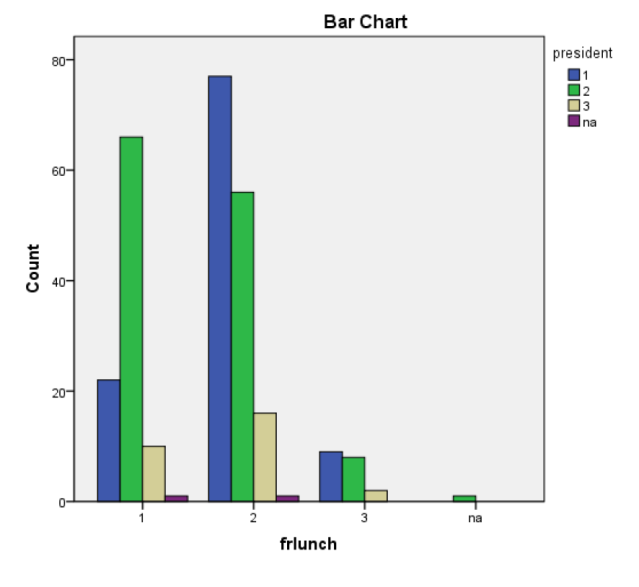 Bar Chart
president
1
2
3
na
80
60
40
20
0
Count
1 2 3 na
frlunch